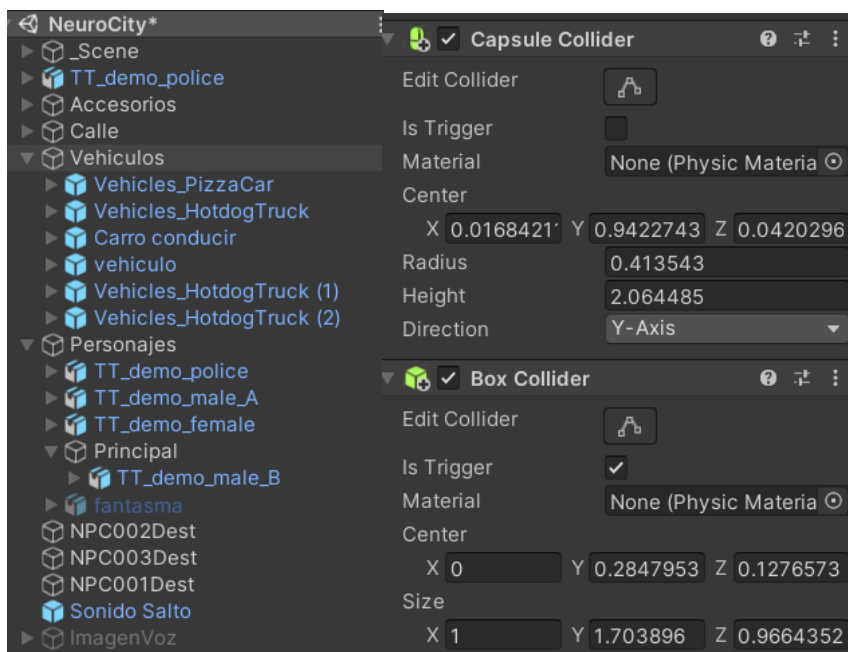 NeuroCity*
_Scene
TT_demo_police
Accesorios
Calle
Vehiculos
Vehicles_PizzaCar
Vehicles_HotdogTruck
Carro conducir
vehiculo
Vehicles_HotdogTruck (1)
Vehicles_HotdogTruck (2)
Personajes
TT_demo_police
TT_demo_male_A
TT_demo_female
Principal
TT_demo_male_B
fantasma
NPC002Dest
NPC003Dest
NPC001Dest
Sonido Salto
ImagenVoz
Capsule Collider
Edit Collider
Is Trigger
Material None (Physic Materia
Center
X 0.0168421 Y 0.9422743 Z 0.0420296
Radius 0.413543
Height 2.064485
Direction Y-Axis
Box Collider
Edit Collider
Is Trigger
Material None (Physic Materia
Center
X 0 Y 0.2847953 Z 0.1276573
Size
X 1 Y 1.703896 Z 0.9664352